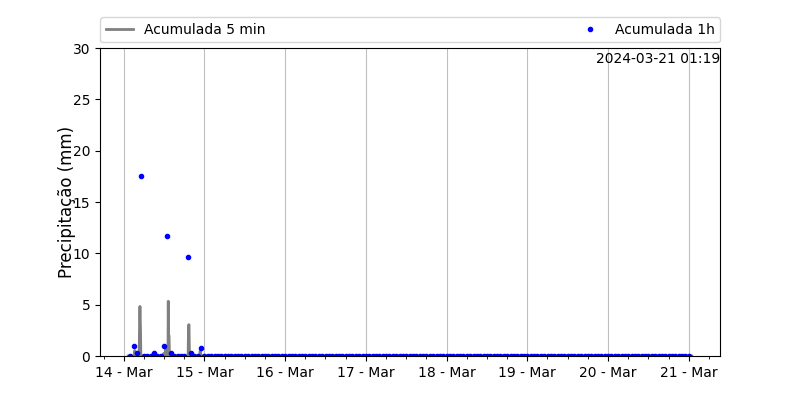 Acumulada 5 min
Acumulada 1h
2024-03-21 01:19
Precipitação (mm)
30
25
20
15
10
5
0
14 - Mar
15 - Mar
16 - Mar
17 - Mar
18 - Mar
19 - Mar
20 - Mar
21 - Mar